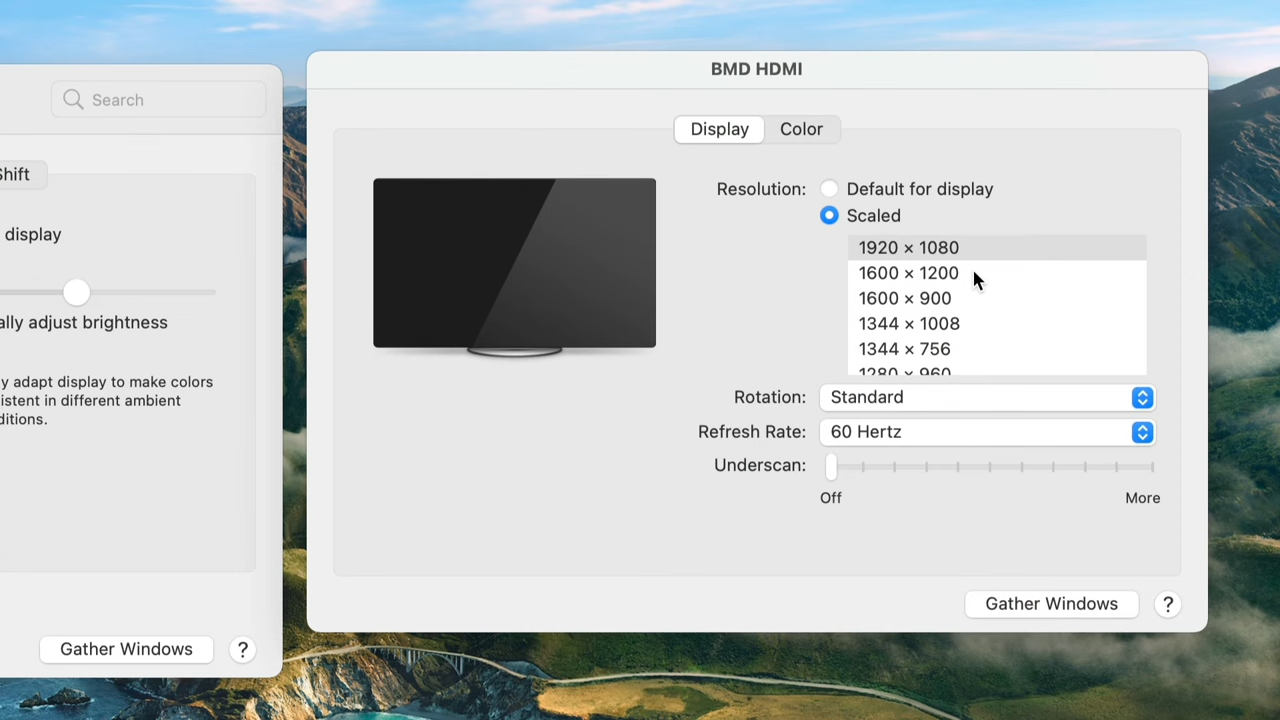 Search
Shift
display
ally adjust brightness
y adapt display to make colors
istent in different ambient
ditions.
Gather Windows
?
BMD HDMI
Display
Color
Resolution:
Default for display
Scaled
1920 × 1080
1600 × 1200
1600 × 900
1344 × 1008
1344 × 756
1280 × 960
Rotation:
Standard
Refresh Rate:
60 Hertz
Underscan:
Off
More
Gather Windows
?